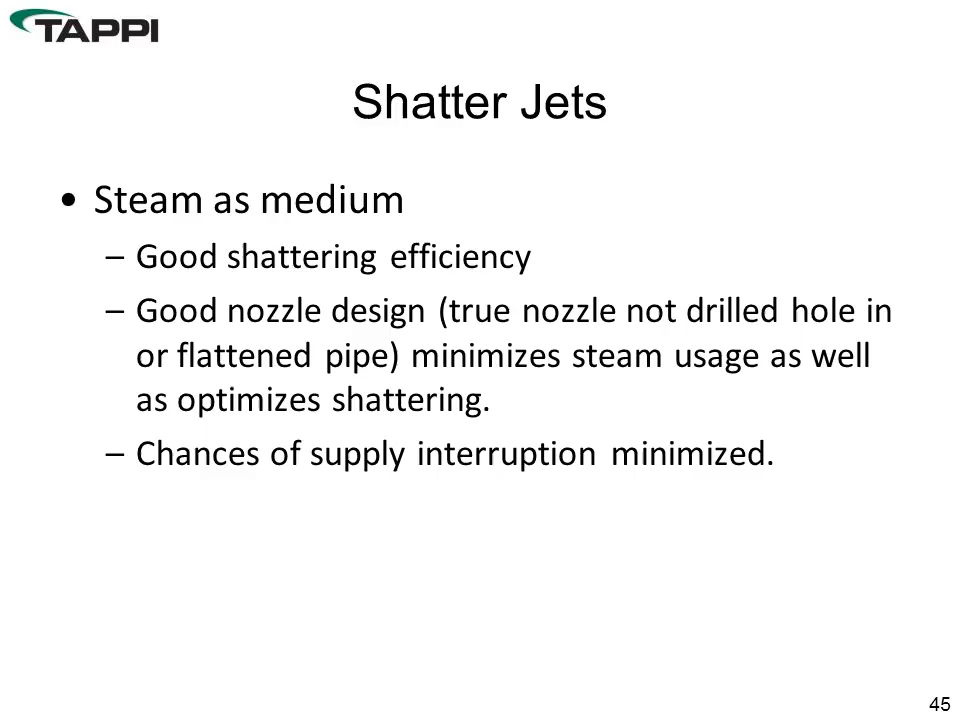 TAPPI
Shatter Jets
• Steam as medium
– Good shattering efficiency
– Good nozzle design (true nozzle not drilled hole in
or flattened pipe) minimizes steam usage as well
as optimizes shattering.
– Chances of supply interruption minimized.
45